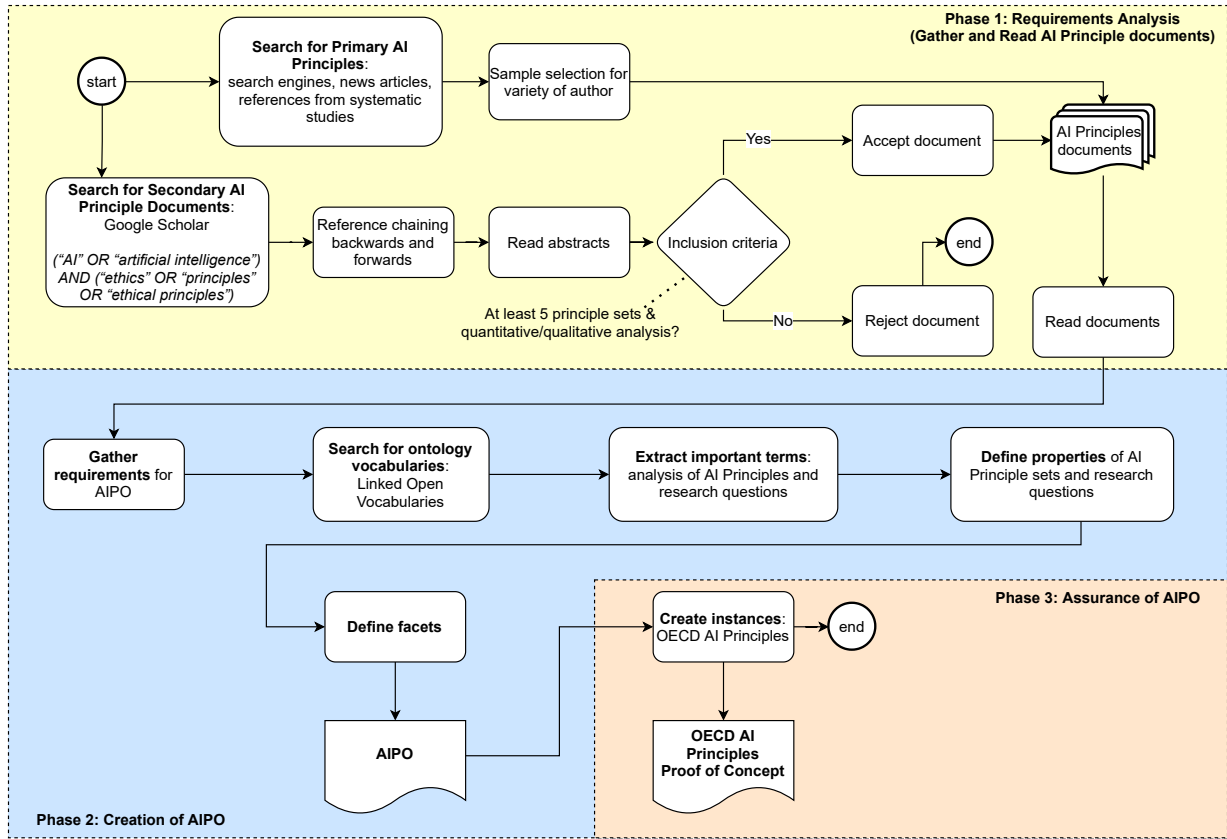 Phase 1: Requirements Analysis
(Gather and Read AI Principle documents)
start
Search for Primary AI
Principles:
search engines, news articles,
references from systematic
studies
Sample selection for
variety of author
AI Principles
documents
Yes
Accept document
Search for Secondary AI
Principle Documents:
Google Scholar
(“AI” OR “artificial intelligence”)
AND (“ethics” OR “principles”
OR “ethical principles”)
Reference chaining
backwards and
forwards
Read abstracts
Inclusion criteria
end
At least 5 principle sets &
quantitative/qualitative analysis?
No
Reject document
Read documents
Gather
requirements for
AIPO
Search for ontology
vocabularies:
Linked Open
Vocabularies
Extract important terms:
analysis of AI Principles and
research questions
Define properties of AI
Principle sets and research
questions
Define facets
AIPO
Phase 2: Creation of AIPO
Phase 3: Assurance of AIPO
Create instances:
OECD AI Principles
end
OECD AI
Principles
Proof of Concept